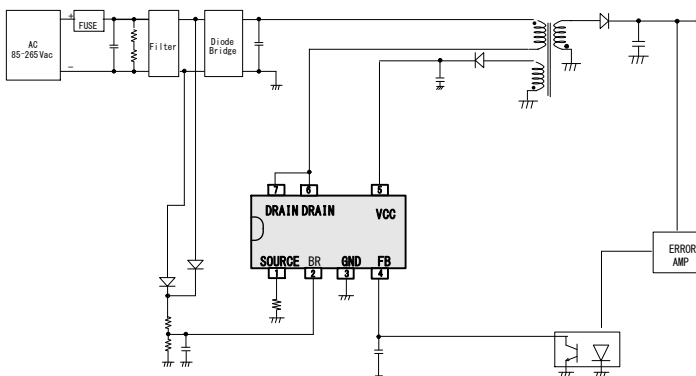 +
FUSE
AC
85-265Vac
−
Filter
Diode
Bridge
7
6
5
DRAIN DRAIN
VCC
SOURCE BR GND FB
1
2
3
4
ERROR
AMP